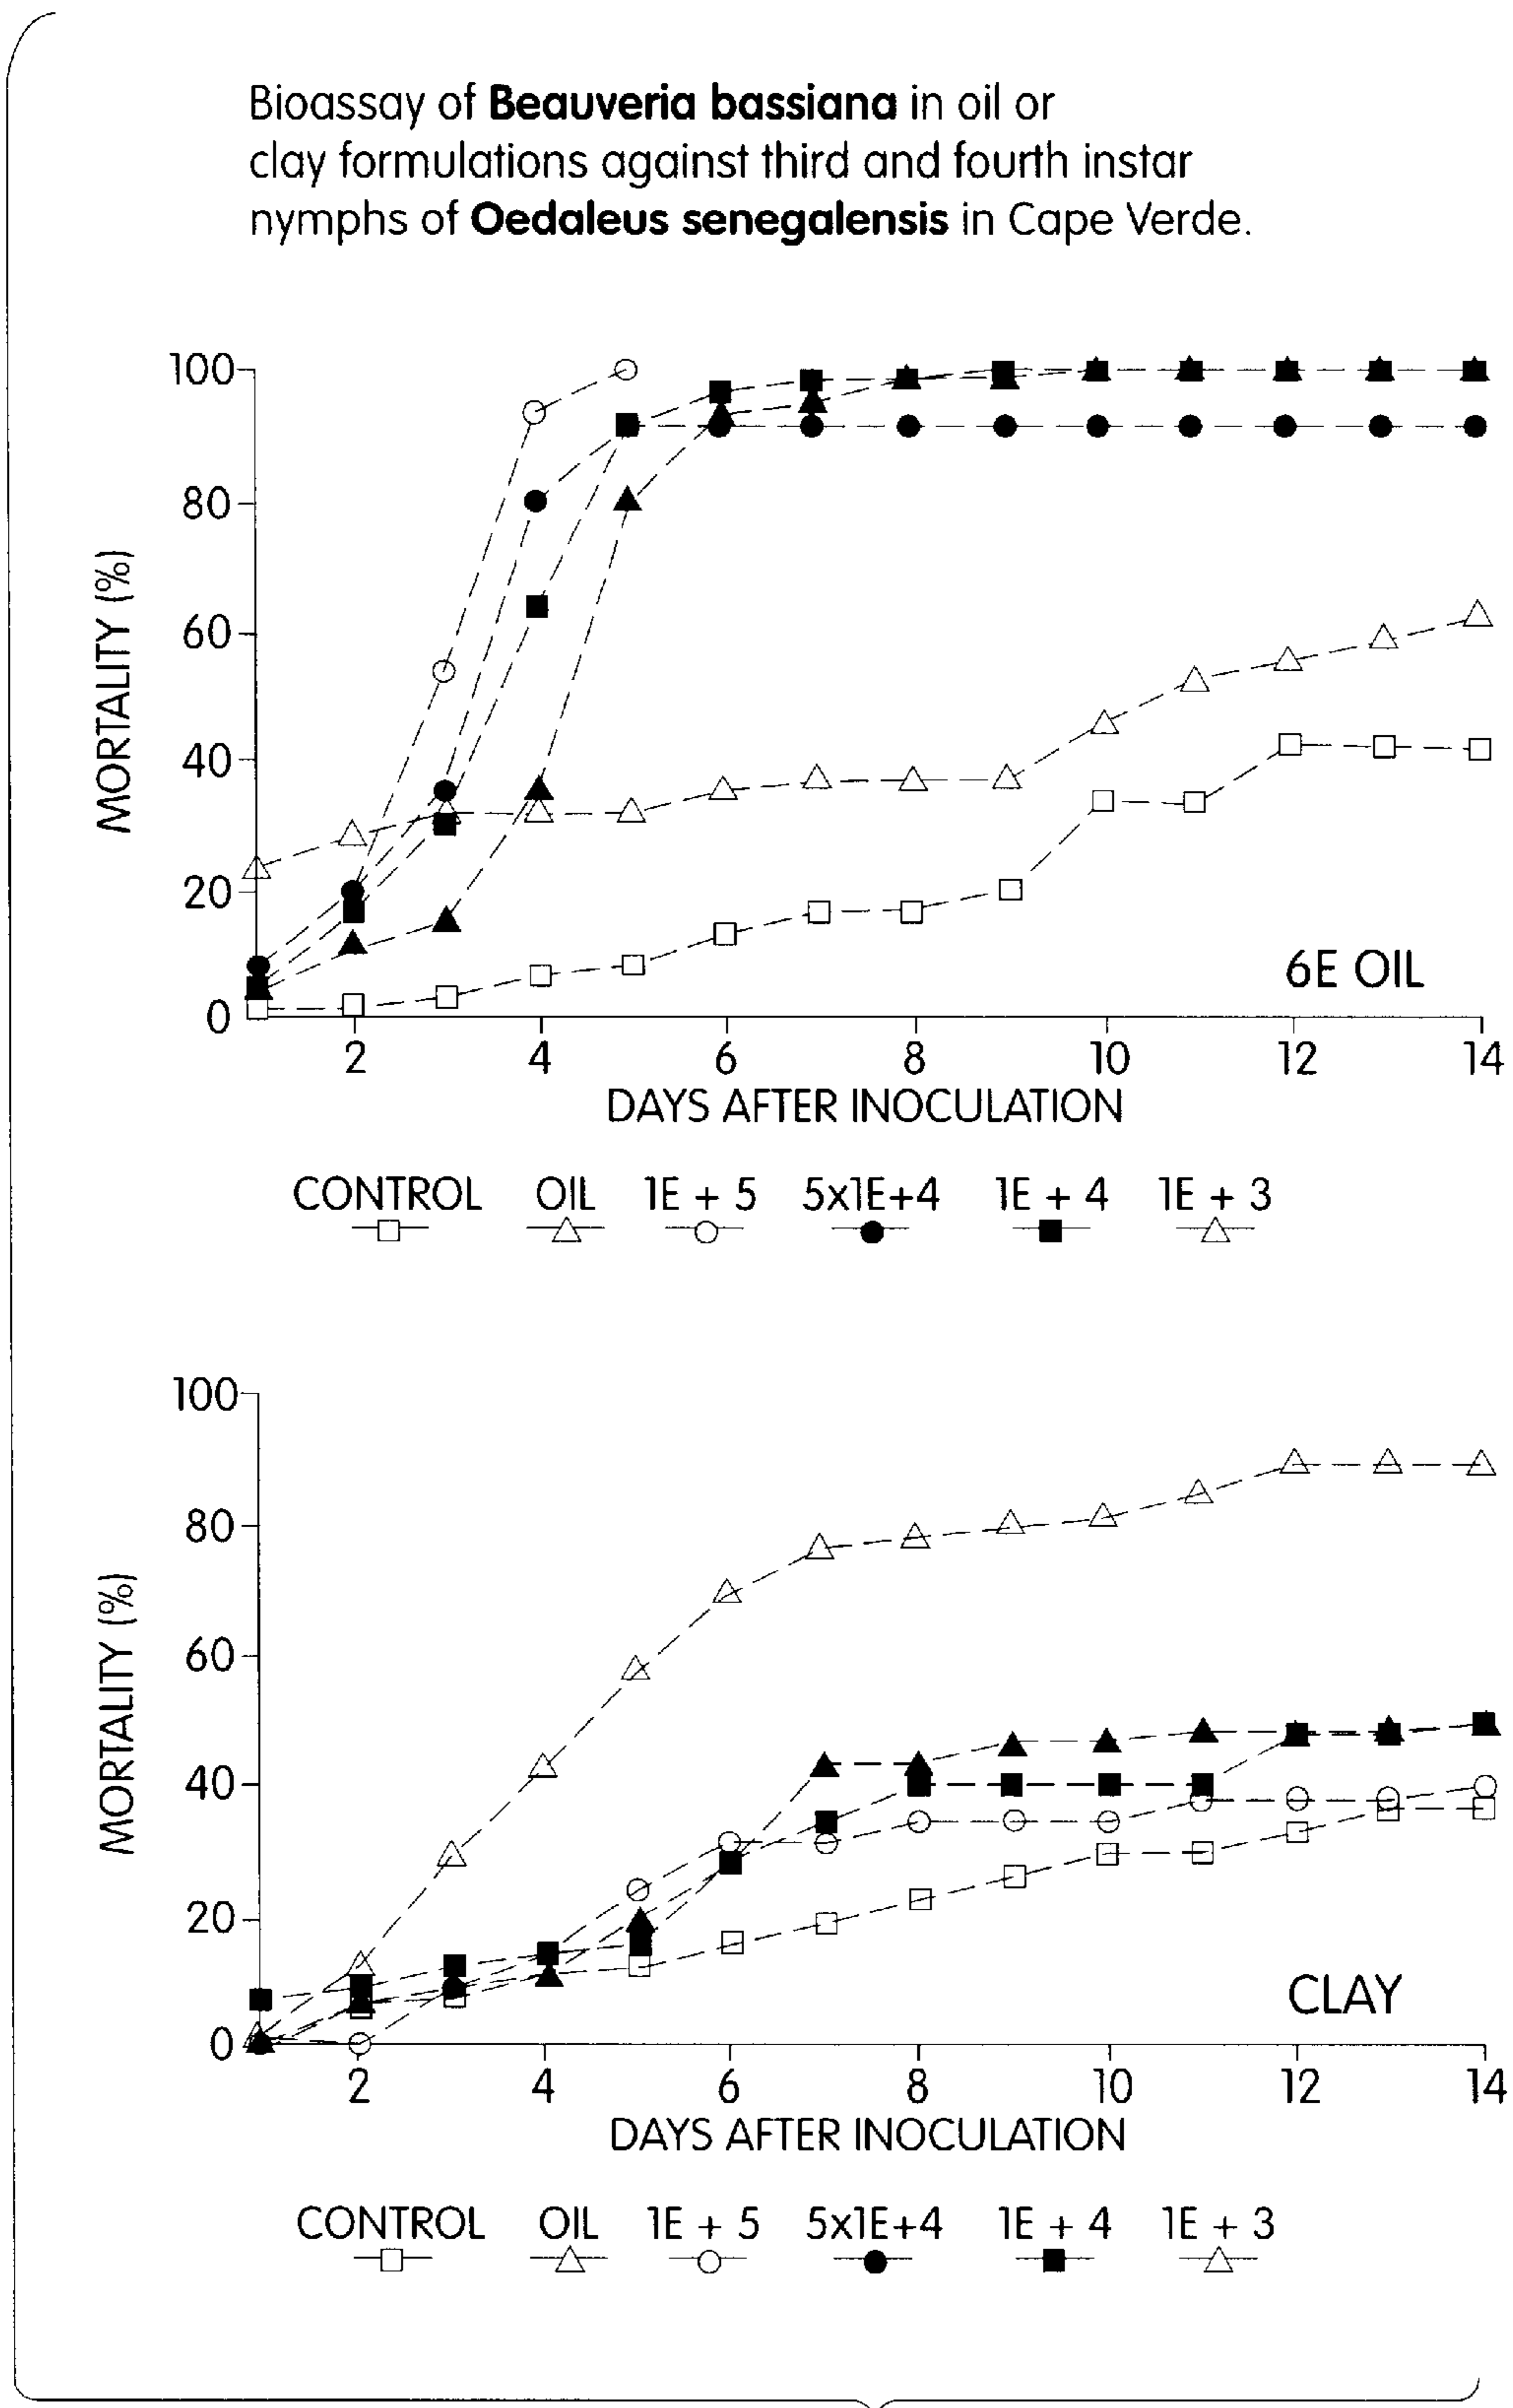 Bioassay of Beauveria bassiana in oil or
clay formulations against third and fourth instar
nymphs of Oedaleus senegalensis in Cape Verde.
100
80
60
40
20
0
MORTALITY (%)
6E OIL
2 4 6 8 10 12 14
DAYS AFTER INOCULATION
CONTROL OIL 1E + 5 5x1E+4 1E + 4 1E + 3
100
80
60
40
20
0
MORTALITY (%)
CLAY
2 4 6 8 10 12 14
DAYS AFTER INOCULATION
CONTROL OIL 1E + 5 5x1E+4 1E + 4 1E + 3